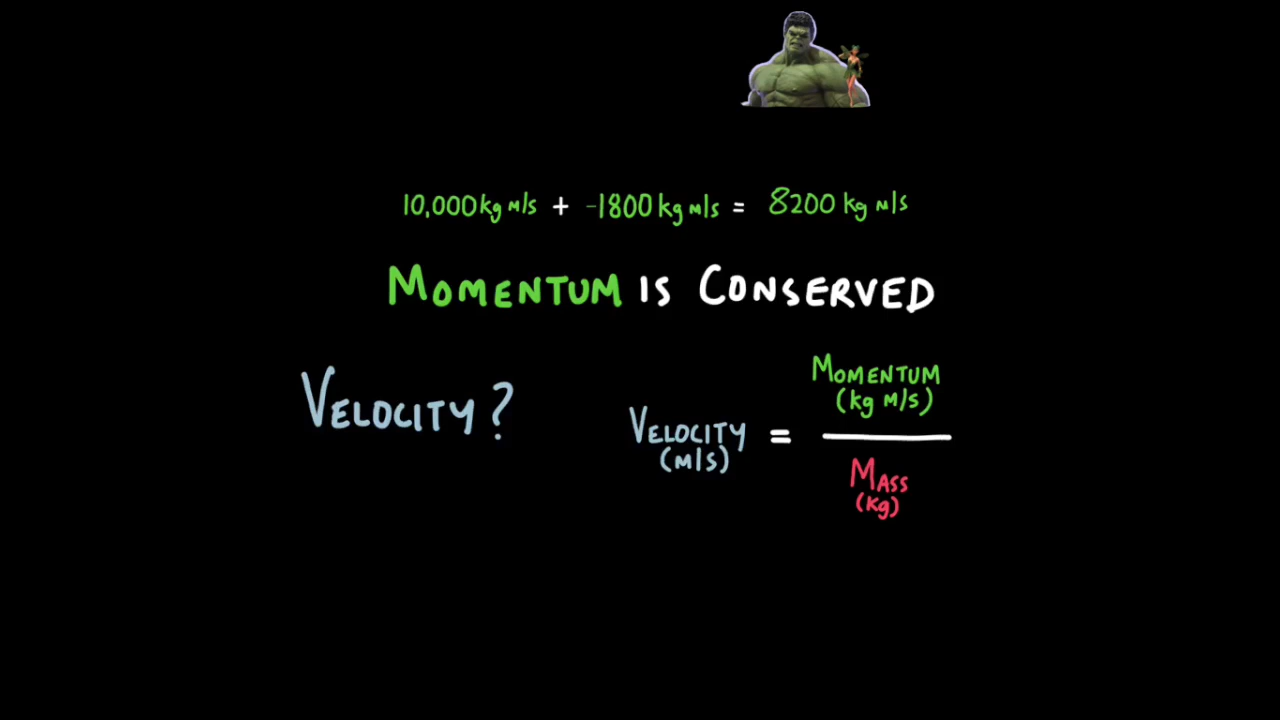 10,000 kg m/s + -1800 kg m/s = 8200 kg m/s
MOMENTUM IS CONSERVED
VELOCITY?
VELOCITY = MOMENTUM
(m/s) (kg m/s)
MASS
(kg)